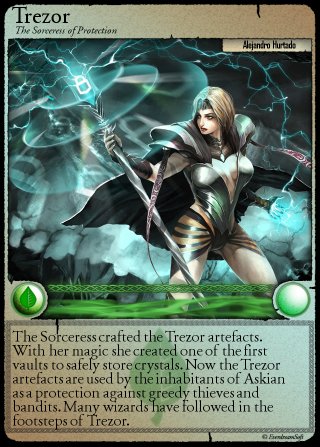 Trezor
The Sorceress of Protection
Alejandro Hurtado
The Sorceress crafted the Trezor artefacts.
With her magic she created one of the first
vaults to safely store crystals. Now the Trezor
artefacts are used by the inhabitants of Askian
as a protection against greedy thieves and
bandits. Many wizards have followed in the
footsteps of Trezor.
© EverdreamSoft